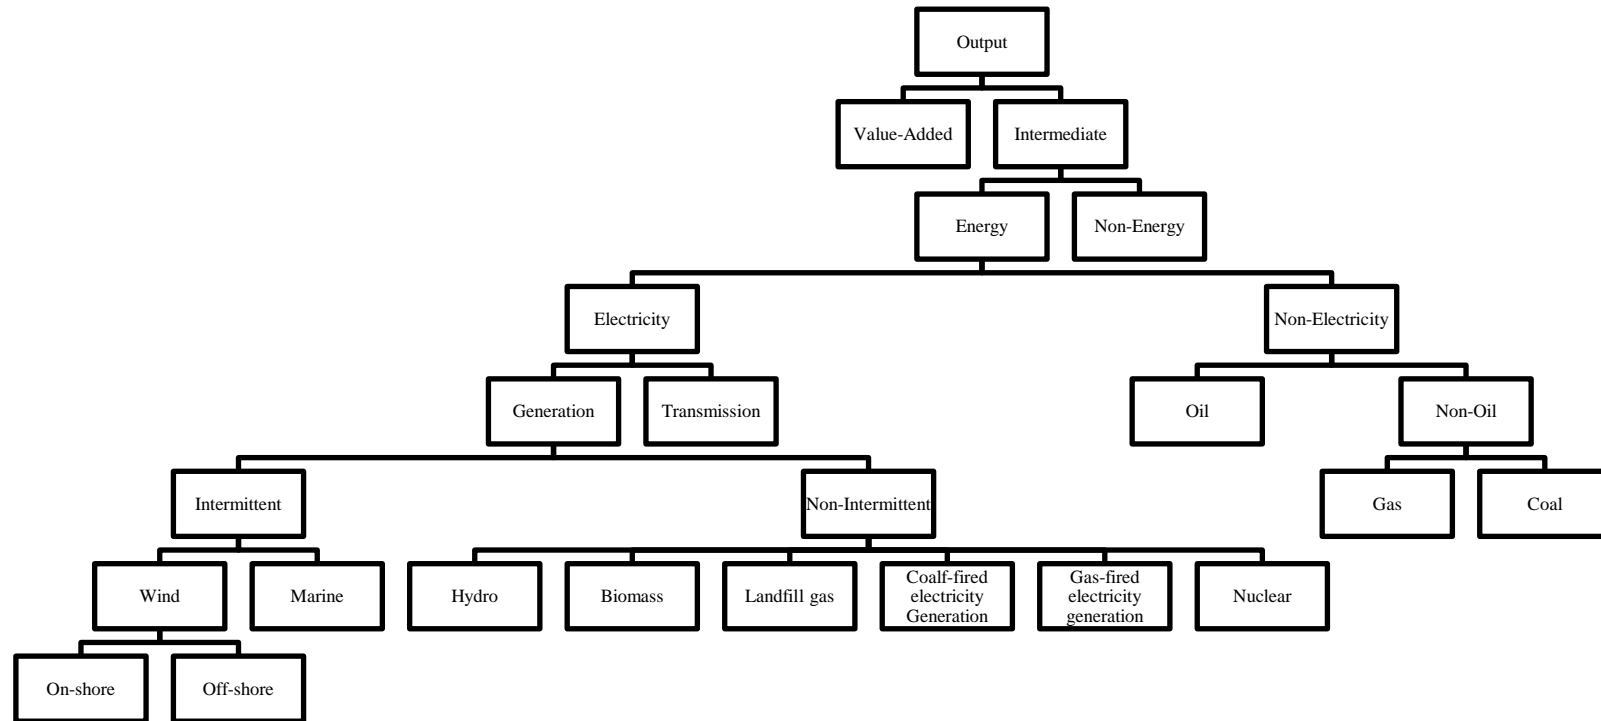 Output
Value-Added
Intermediate
Energy
Non-Energy
Electricity
Non-Electricity
Generation
Transmission
Oil
Non-Oil
Intermittent
Non-Intermittent
Gas
Coal
Wind
Marine
Hydro
Biomass
Landfill gas
Coalf-fired
electricity
Generation
Gas-fired
electricity
generation
Nuclear
On-shore
Off-shore